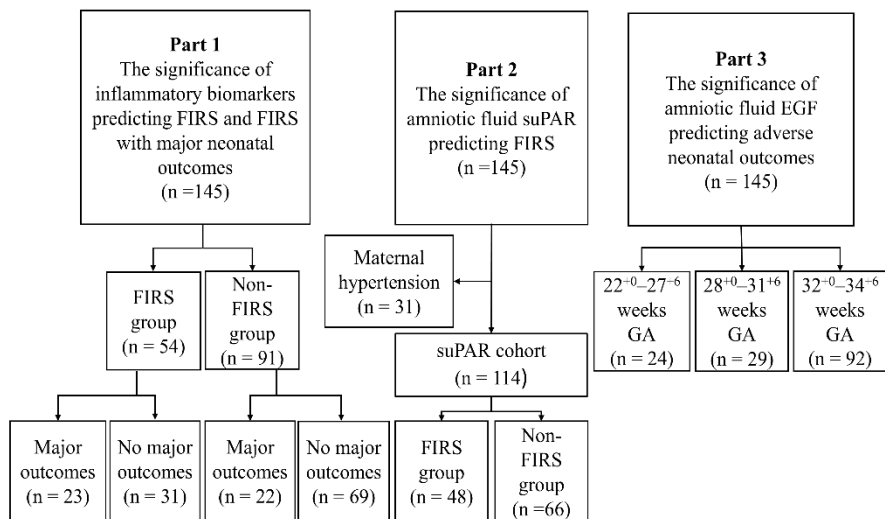 Part 1
The significance of
inflammatory biomarkers
predicting FIRS and FIRS
with major neonatal
outcomes
(n =145)
Part 2
The significance of
amniotic fluid suPAR
predicting FIRS
(n =145)
Part 3
The significance of
amniotic fluid EGF
predicting adverse
neonatal outcomes
(n = 145)
FIRS
group
(n = 54)
Non-
FIRS
group
(n = 91)
Maternal
hypertension
(n = 31)
22⁺⁰–27⁺⁶
weeks
GA
(n = 24)
28⁺⁰–31⁺⁶
weeks
GA
(n = 29)
32⁺⁰–34⁺⁶
weeks
GA
(n = 92)
suPAR cohort
(n = 114)
Major
outcomes
(n = 23)
No major
outcomes
(n = 31)
Major
outcomes
(n = 22)
No major
outcomes
(n = 69)
FIRS
group
(n = 48)
Non-
FIRS
group
(n =66)